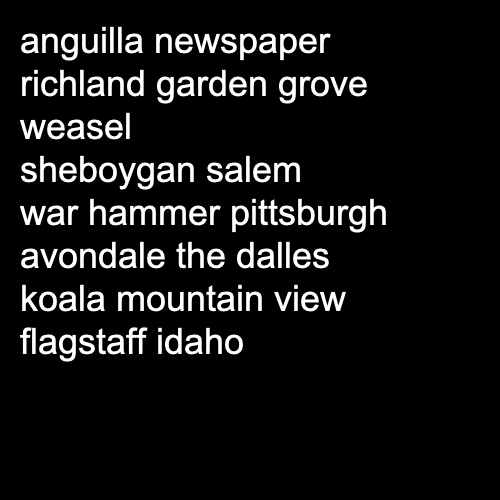 anguilla newspaper
richland garden grove
weasel
sheboygan salem
war hammer pittsburgh
avondale the dalles
koala mountain view
flagstaff idaho